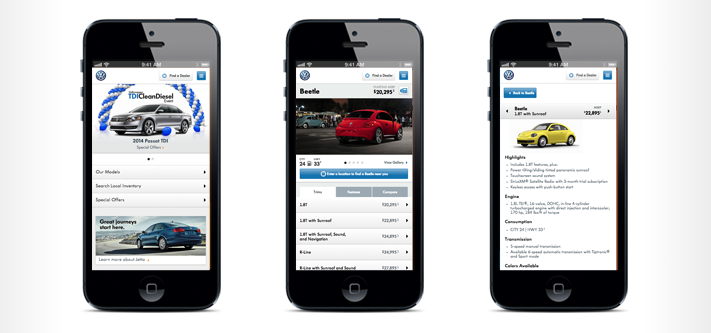 9:41 AM
Find a Dealer
TDICleanDiesel
Event
2014 Passat TDI
Special Offers ›
Our Models
Search Local Inventory
Special Offers
Great journeys
start here.
Learn more about Jetta
9:41 AM
Find a Dealer
Beetle
$20,295
24
33
View Gallery
Enter a location to find a Beetle near you
Trims
Features
Compare
1.8T
$20,295
1.8T with Sunroof
$22,895
1.8T with Sunroof, Sound,
and Navigation
$24,995
R-Line
$24,995
R-Line with Sunroof and Sound
$27,895
9:41 AM
Find a Dealer
Back to Beetle
Beetle
1.8T with Sunroof
MSRP
$22,895
Highlights
Includes 1.8T features, plus:
Power tilting/sliding tinted panoramic sunroof
Touchscreen sound system
SiriusXM® Satellite Radio with 3-month trial subscription
Keyless access with push-button start
Engine
1.8L TSI®, 16-valve, DOHC, in-line 4-cylinder
turbocharged engine with direct injection and intercooler;
170 hp, 184 lbs/ft of torque
Consumption
CITY 24 | HWY 33
Transmission
5-speed manual transmission
Available 6-speed automatic transmission with Tiptronic®
and Sport mode
Colors Available